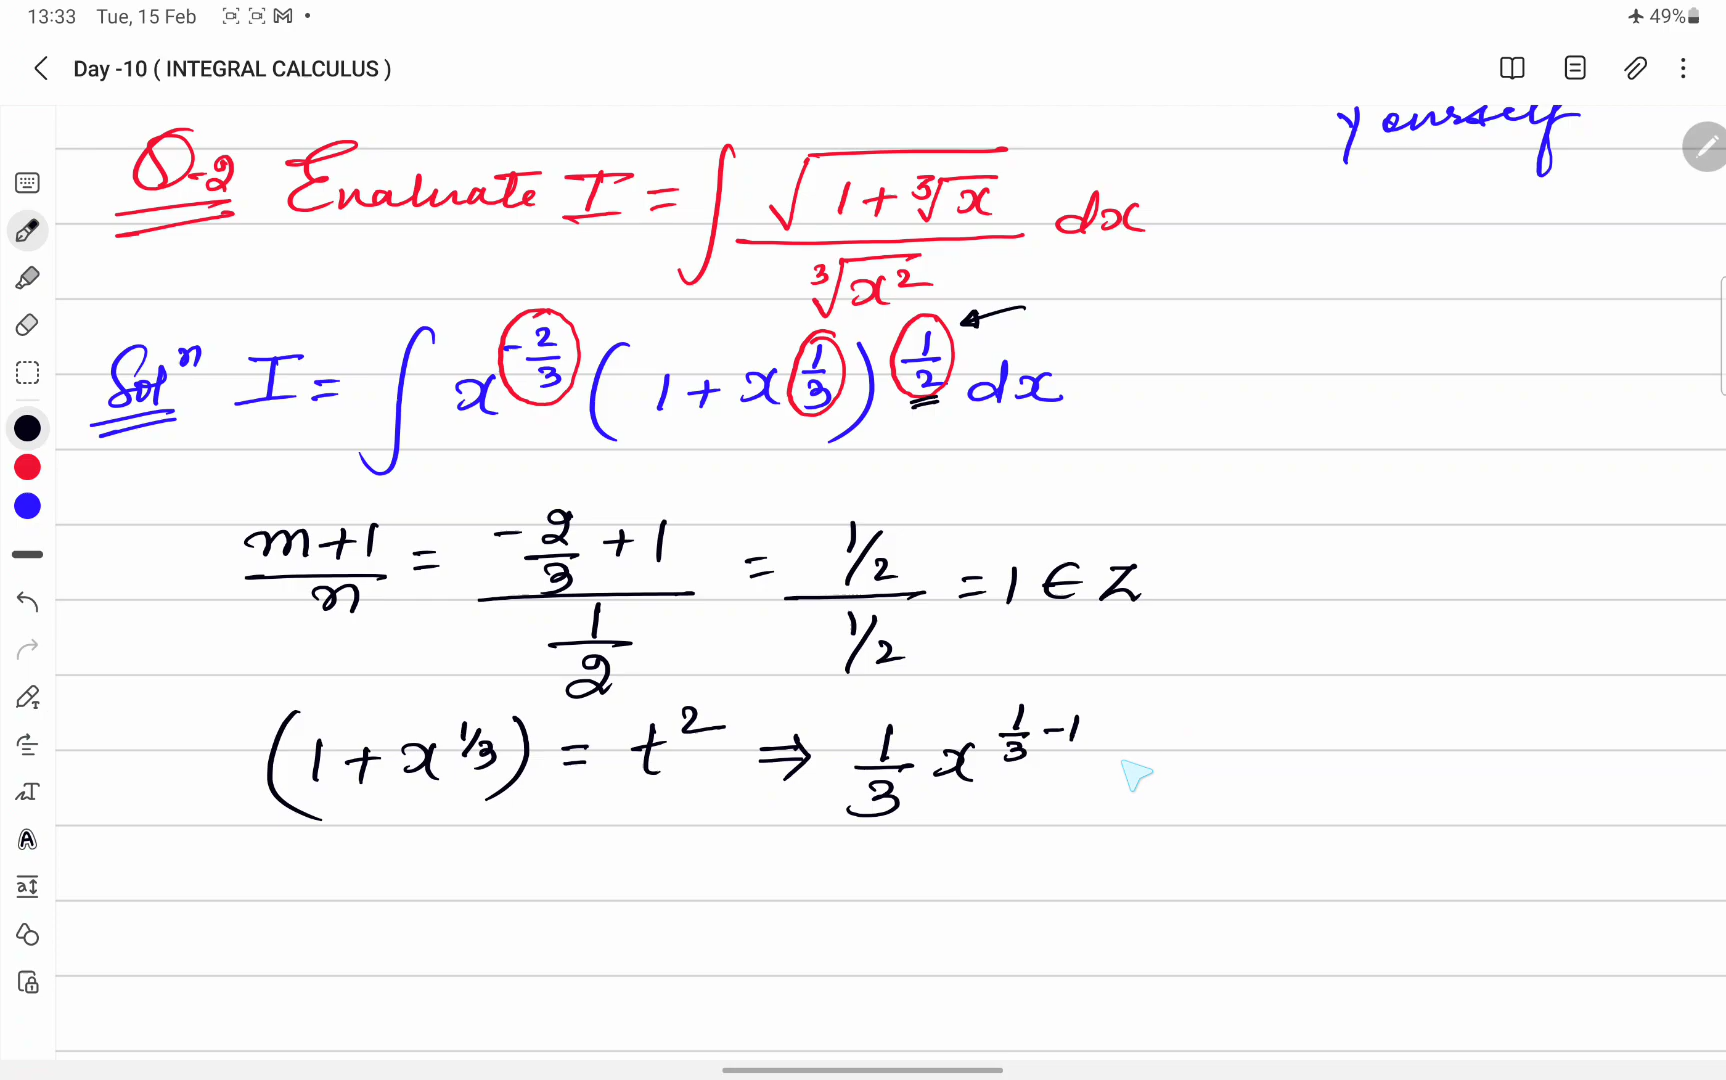 13:33 Tue, 15 Feb 49%
Day -10 ( INTEGRAL CALCULUS )
yourself
Q-2 Evaluate I = ∫ √(1 + ∛x) / ∛(x²) dx
Solⁿ I = ∫ x^(-2/3) (1 + x^(1/3))^(1/2) dx
(m+1)/n = (-2/3 + 1)/(1/2) = (1/2)/(1/2) = 1 ∈ Z
(1 + x^(1/3)) = t² ⇒ 1/3 x^(1/3 - 1)